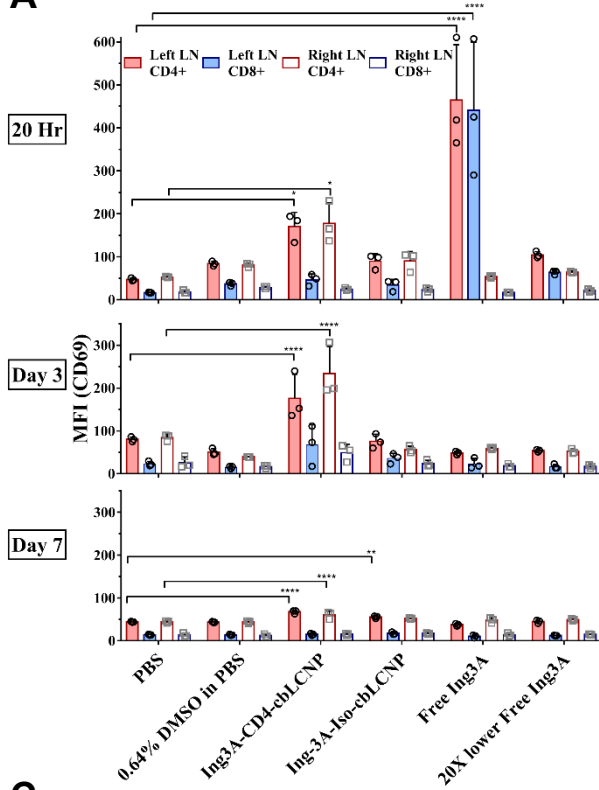 A
****
****
600
Left LN CD4+
Left LN CD8+
Right LN CD4+
Right LN CD8+
20 Hr
500
400
300
200
*
*
100
0
****
300
****
Day 3
MFI (CD69)
200
100
0
300
Day 7
200
**
****
100
****
0
PBS
0.64% DMSO in PBS
Ing3A-CD4-cbLCNP
Ing-3A-Iso-cbLCNP
Free Ing3A
20X lower Free Ing3A